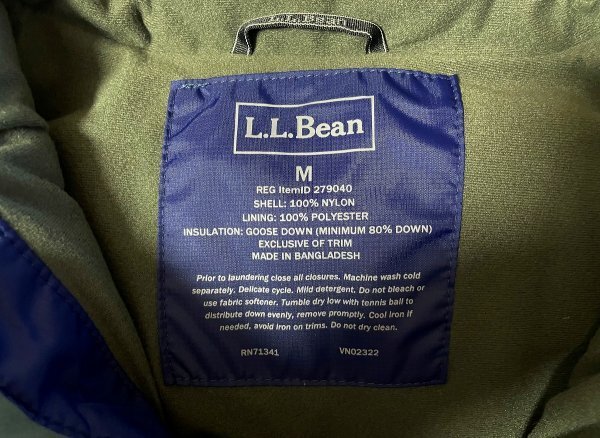 L.L.Bean
M
REG ItemID 279040
SHELL: 100% NYLON
LINING: 100% POLYESTER
INSULATION: GOOSE DOWN (MINIMUM 80% DOWN)
EXCLUSIVE OF TRIM
MADE IN BANGLADESH
Prior to laundering close all closures. Machine wash cold
separately. Delicate cycle. Mild detergent. Do not bleach or
use fabric softener. Tumble dry low with tennis ball to
distribute down evenly, remove promptly. Cool iron if
needed, avoid iron on trims. Do not dry clean.
RN71341 VN02322